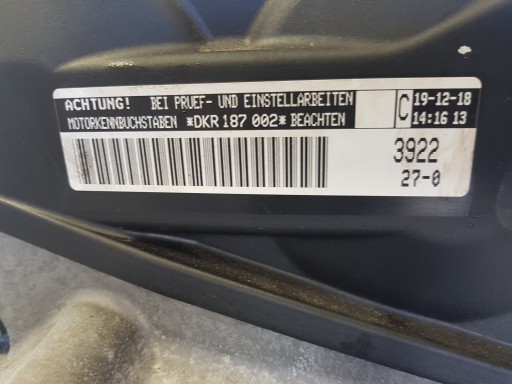 ACHTUNG! BEI PRUEF- UND EINSTELLARBEITEN
MOTORKENNBUCHSTABEN *DKR 187 002* BEACHTEN
C 19-12-18
14:16 13
3922
27-0